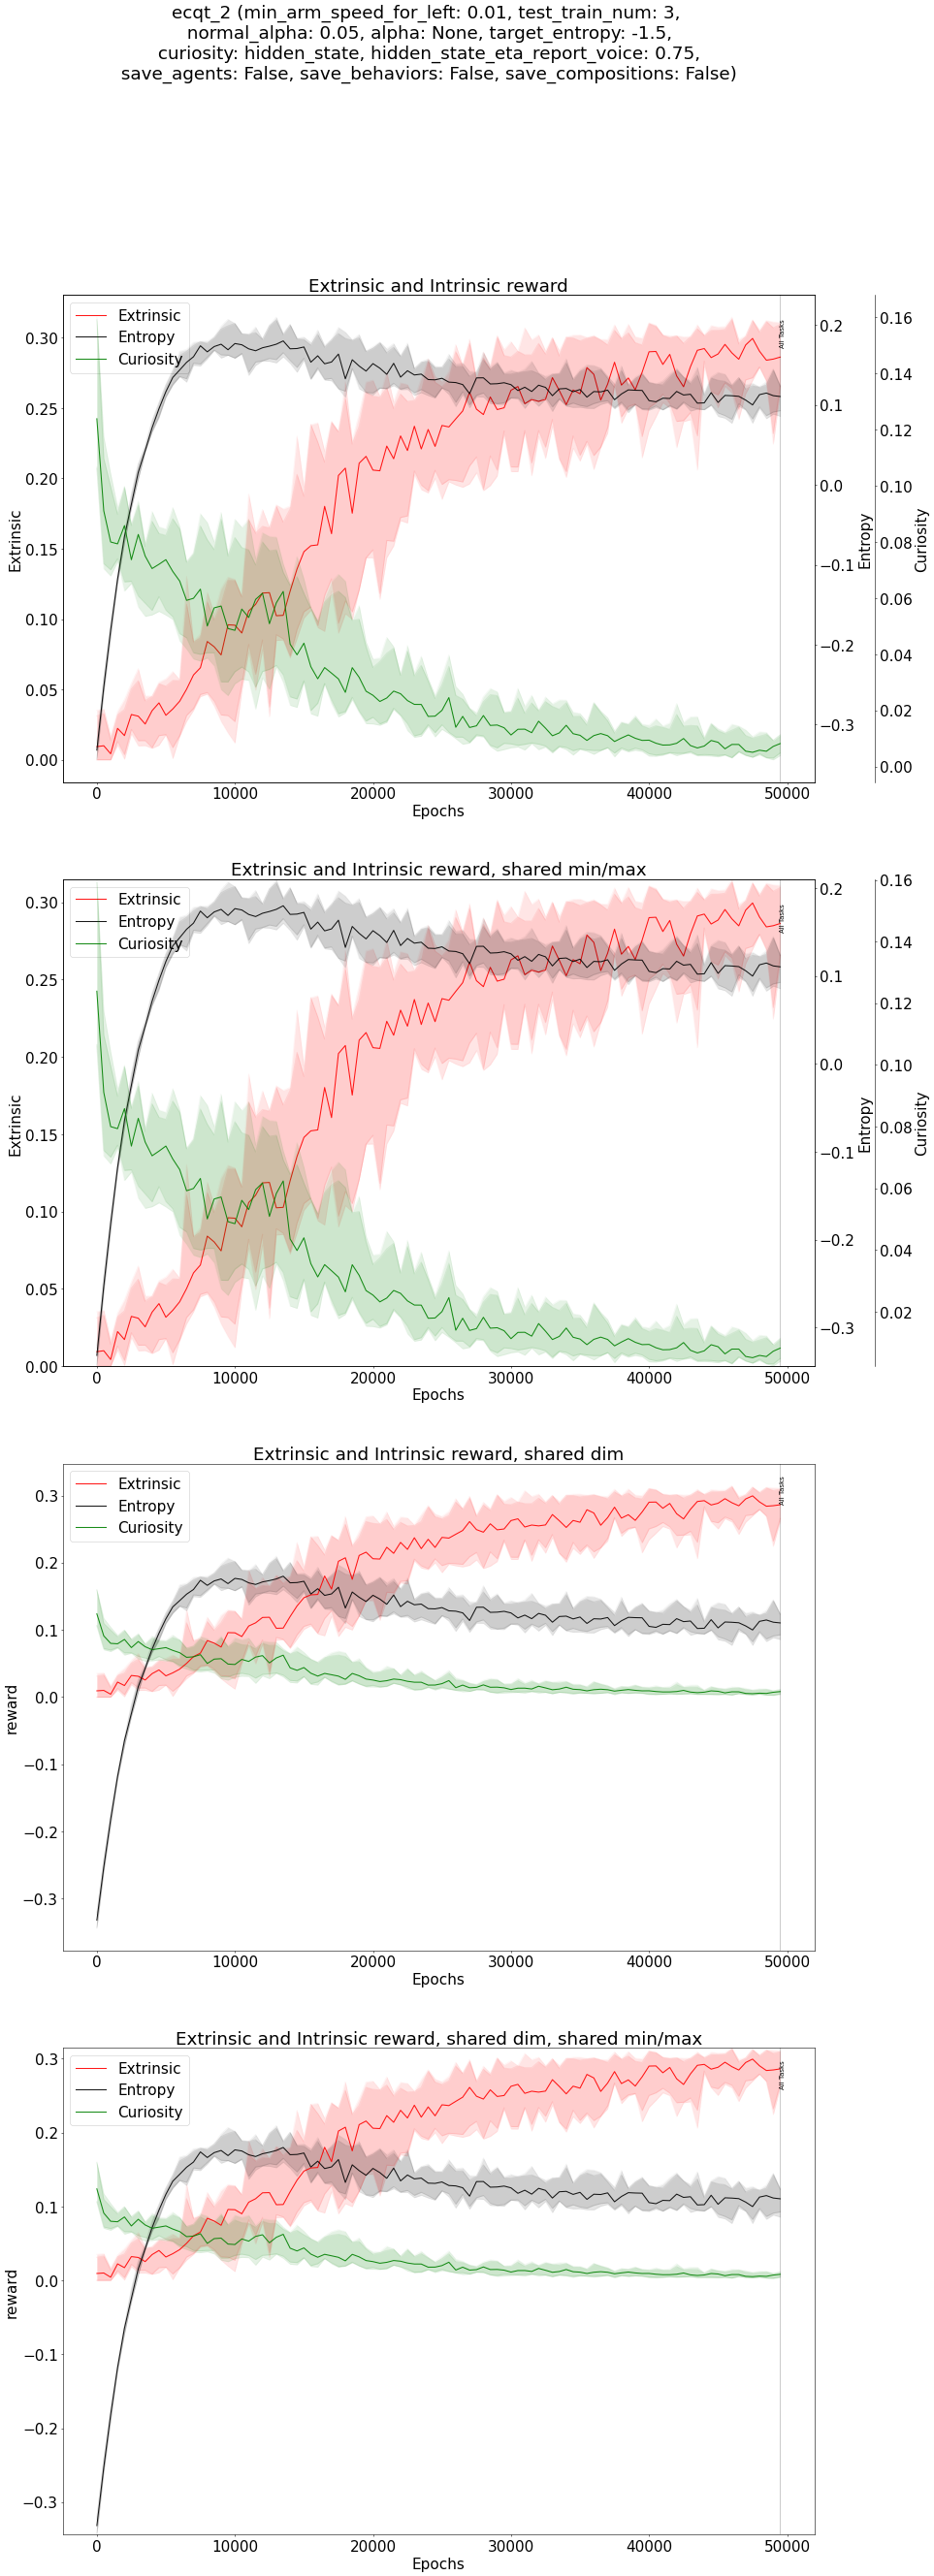 ecqt_2 (min_arm_speed_for_left: 0.01, test_train_num: 3,
normal_alpha: 0.05, alpha: None, target_entropy: -1.5,
curiosity: hidden_state, hidden_state_eta_report_voice: 0.75,
save_agents: False, save_behaviors: False, save_compositions: False)
Extrinsic and Intrinsic reward
Extrinsic
Entropy
Curiosity
All Tasks
0.30
0.25
0.20
0.15
0.10
0.05
0.00
Extrinsic
0.2
0.1
0.0
−0.1
−0.2
−0.3
Entropy
0.16
0.14
0.12
0.10
0.08
0.06
0.04
0.02
0.00
Curiosity
0 10000 20000 30000 40000 50000
Epochs
Extrinsic and Intrinsic reward, shared min/max
Extrinsic
Entropy
Curiosity
All Tasks
0.30
0.25
0.20
0.15
0.10
0.05
0.00
Extrinsic
0.2
0.1
0.0
−0.1
−0.2
−0.3
Entropy
0.16
0.14
0.12
0.10
0.08
0.06
0.04
0.02
Curiosity
0 10000 20000 30000 40000 50000
Epochs
Extrinsic and Intrinsic reward, shared dim
Extrinsic
Entropy
Curiosity
All Tasks
0.3
0.2
0.1
0.0
−0.1
−0.2
−0.3
reward
0 10000 20000 30000 40000 50000
Epochs
Extrinsic and Intrinsic reward, shared dim, shared min/max
Extrinsic
Entropy
Curiosity
All Tasks
0.3
0.2
0.1
0.0
−0.1
−0.2
−0.3
reward
0 10000 20000 30000 40000 50000
Epochs